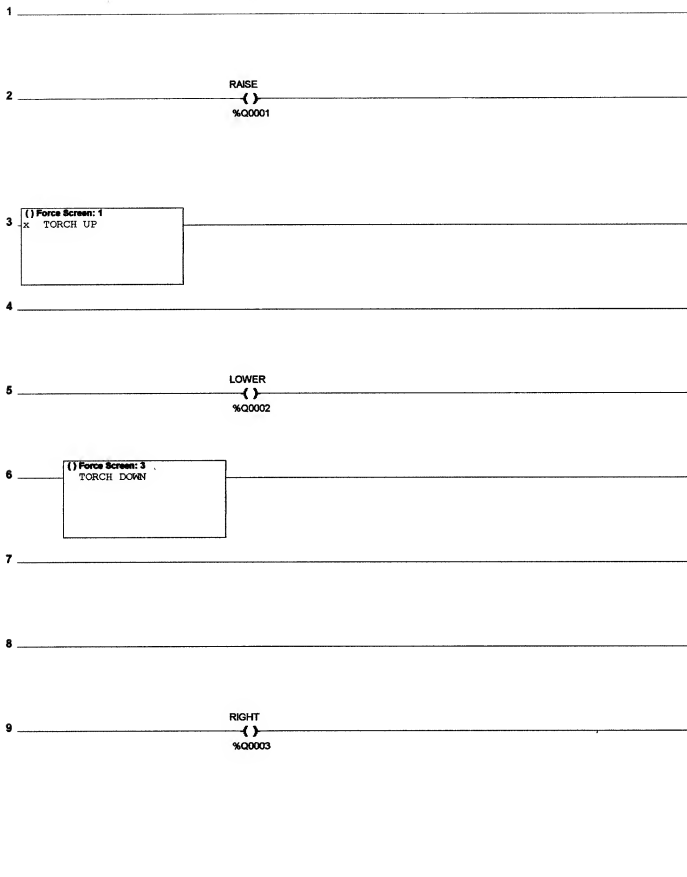 1
RAISE
2 ( )
%Q0001
( ) Force Screen: 1
3 x TORCH UP
4
LOWER
5 ( )
%Q0002
( ) Force Screen: 3
6 TORCH DOWN
7
8
RIGHT
9 ( )
%Q0003